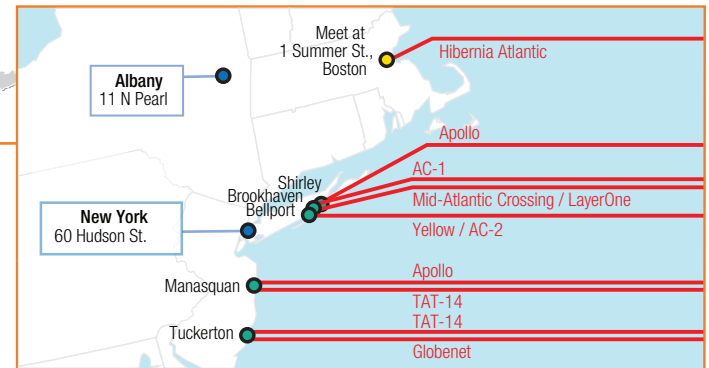 Meet at
1 Summer St.,
Boston
Hibernia Atlantic
Albany
11 N Pearl
Apollo
AC-1
Shirley
Brookhaven
Bellport
Mid-Atlantic Crossing / LayerOne
Yellow / AC-2
New York
60 Hudson St.
Apollo
Manasquan
TAT-14
TAT-14
Tuckerton
Globenet